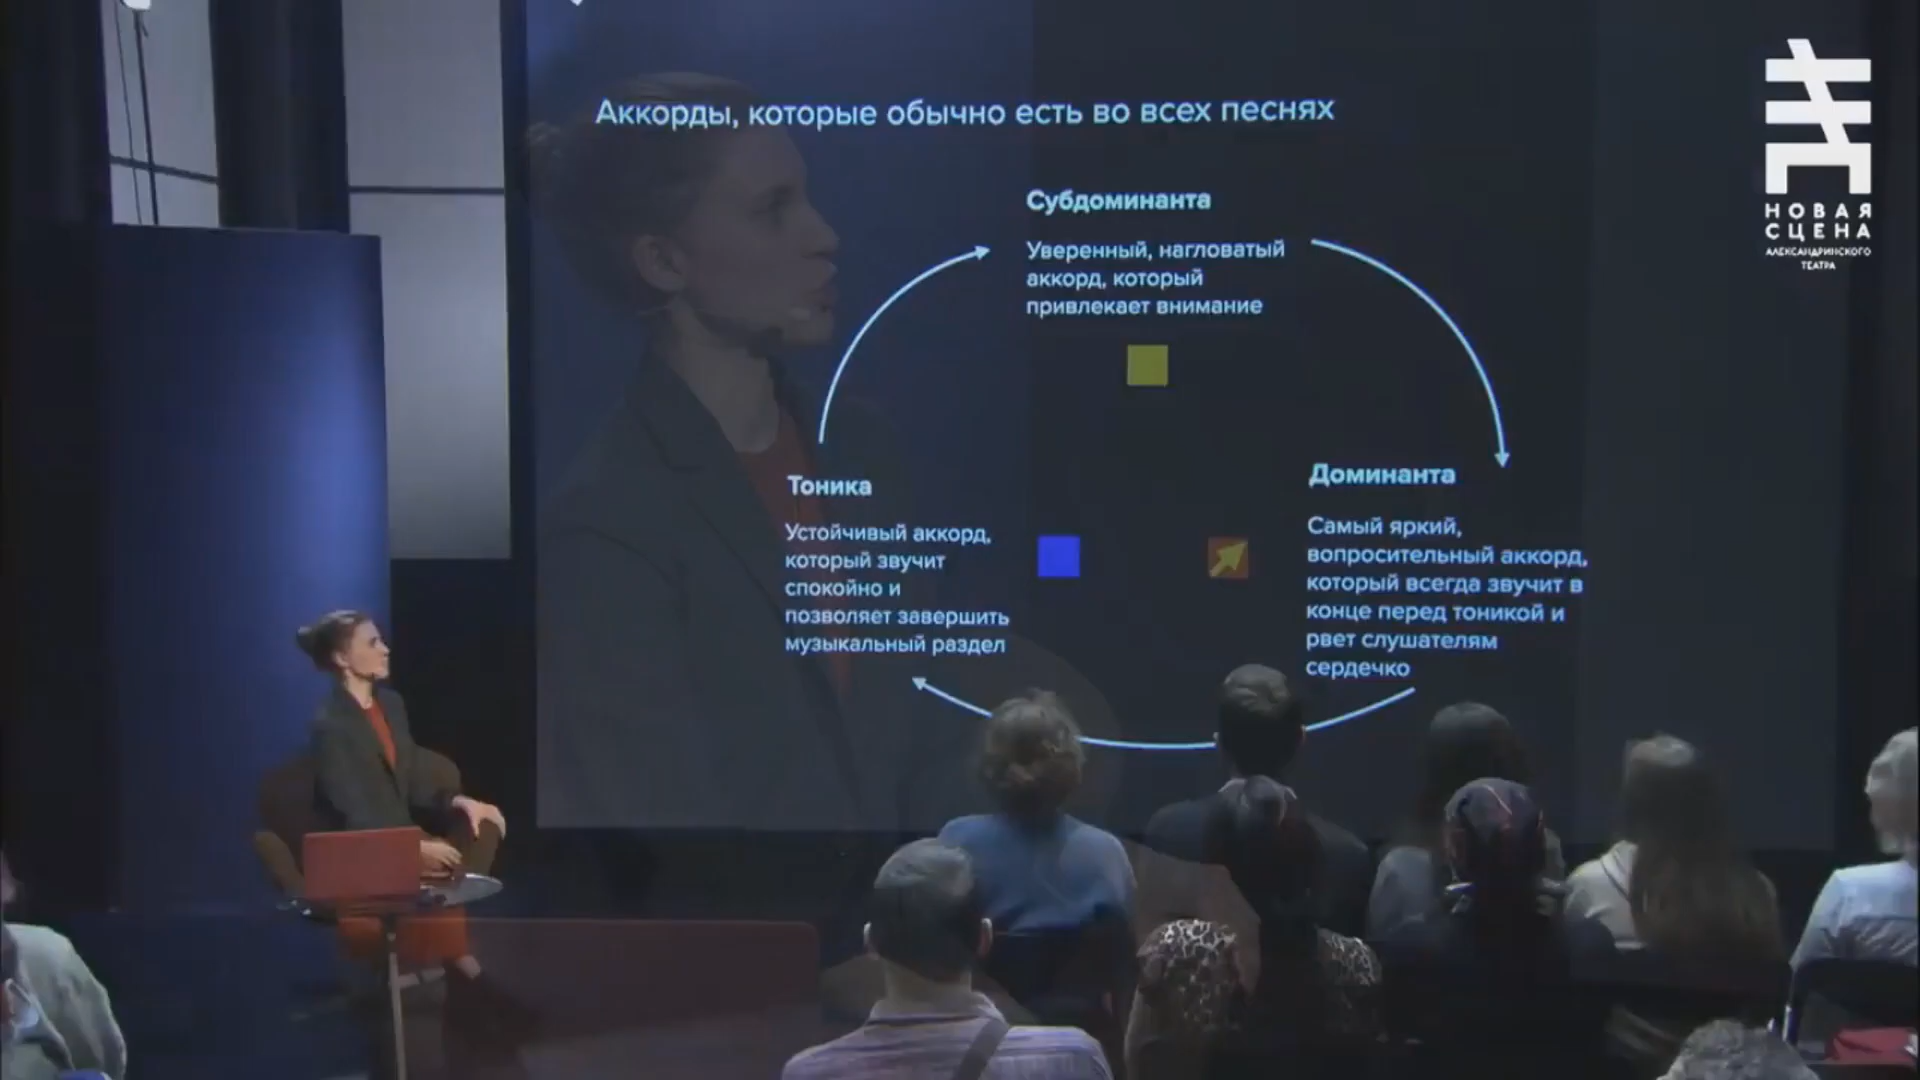 Аккорды, которые обычно есть во всех песнях
Субдоминанта
Уверенный, нагловатый
аккорд, который
привлекает внимание
Тоника
Устойчивый аккорд,
который звучит
спокойно и
позволяет завершить
музыкальный раздел
Доминанта
Самый яркий,
вопросительный аккорд,
который всегда звучит в
конце перед тоникой и
рвет слушателям
сердечко
НОВАЯ
СЦЕНА
АЛЕКСАНДРИНСКОГО
ТЕАТРА